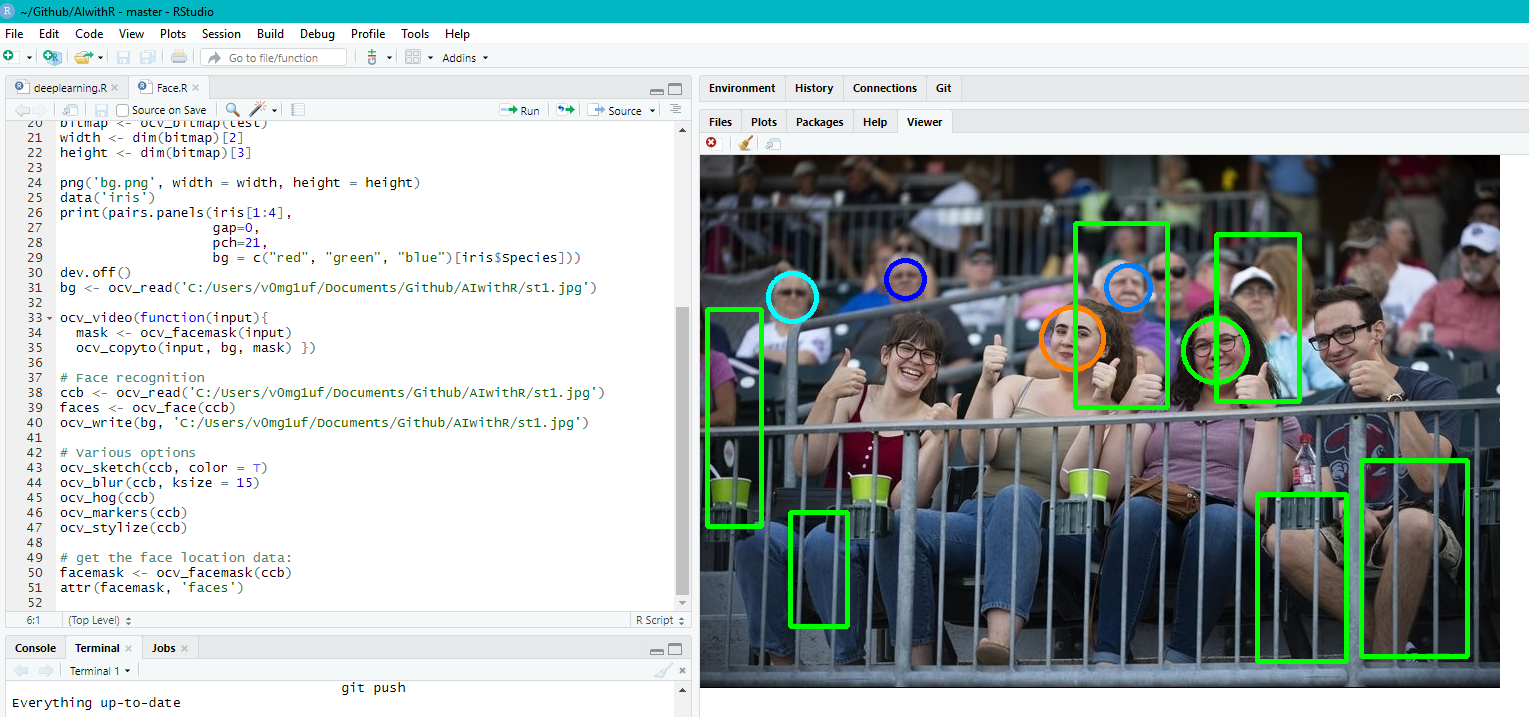 ~/Github/AIwithR - master - RStudio
File Edit Code View Plots Session Build Debug Profile Tools Help
Go to file/function Addins
deeplearning.R Face.R
Source on Save Run Source
20 bitmap <- ocv_bitmap(test)
21 width <- dim(bitmap)[2]
22 height <- dim(bitmap)[3]
23
24 png('bg.png', width = width, height = height)
25 data('iris')
26 print(pairs.panels(iris[1:4],
27 gap=0,
28 pch=21,
29 bg = c("red", "green", "blue")[iris$Species]))
30 dev.off()
31 bg <- ocv_read('C:/Users/v0mg1uf/Documents/Github/AIwithR/st1.jpg')
32
33 ocv_video(function(input){
34 mask <- ocv_facemask(input)
35 ocv_copyto(input, bg, mask) })
36
37 # Face recognition
38 ccb <- ocv_read('C:/Users/v0mg1uf/Documents/Github/AIwithR/st1.jpg')
39 faces <- ocv_face(ccb)
40 ocv_write(bg, 'C:/Users/v0mg1uf/Documents/Github/AIwithR/st1.jpg')
41
42 # Various options
43 ocv_sketch(ccb, color = T)
44 ocv_blur(ccb, ksize = 15)
45 ocv_hog(ccb)
46 ocv_markers(ccb)
47 ocv_stylize(ccb)
48
49 # get the face location data:
50 facemask <- ocv_facemask(ccb)
51 attr(facemask, 'faces')
52
6:1 (Top Level) R Script
Console Terminal Jobs
Terminal 1
git push
Everything up-to-date
Environment History Connections Git
Files Plots Packages Help Viewer